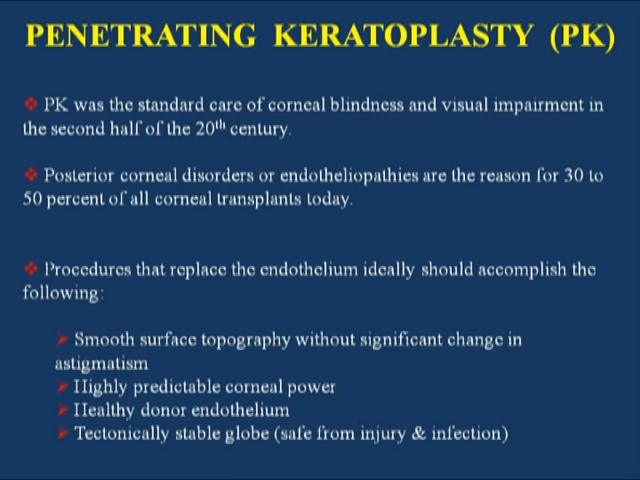 PENETRATING KERATOPLASTY (PK)
❖ PK was the standard care of corneal blindness and visual impairment in
the second half of the 20th century.
❖ Posterior corneal disorders or endotheliopathies are the reason for 30 to
50 percent of all corneal transplants today.
❖ Procedures that replace the endothelium ideally should accomplish the
following:
➢ Smooth surface topography without significant change in
astigmatism
➢ Highly predictable corneal power
➢ Healthy donor endothelium
➢ Tectonically stable globe (safe from injury & infection)